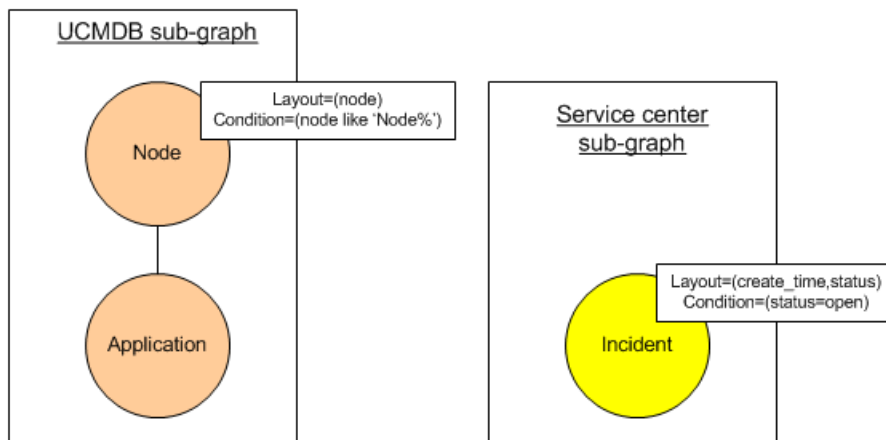 UCMDB sub-graph
Layout=(node)
Condition=(node like ‘Node%’)
Node
Application
Service center
sub-graph
Layout=(create_time,status)
Condition=(status=open)
Incident